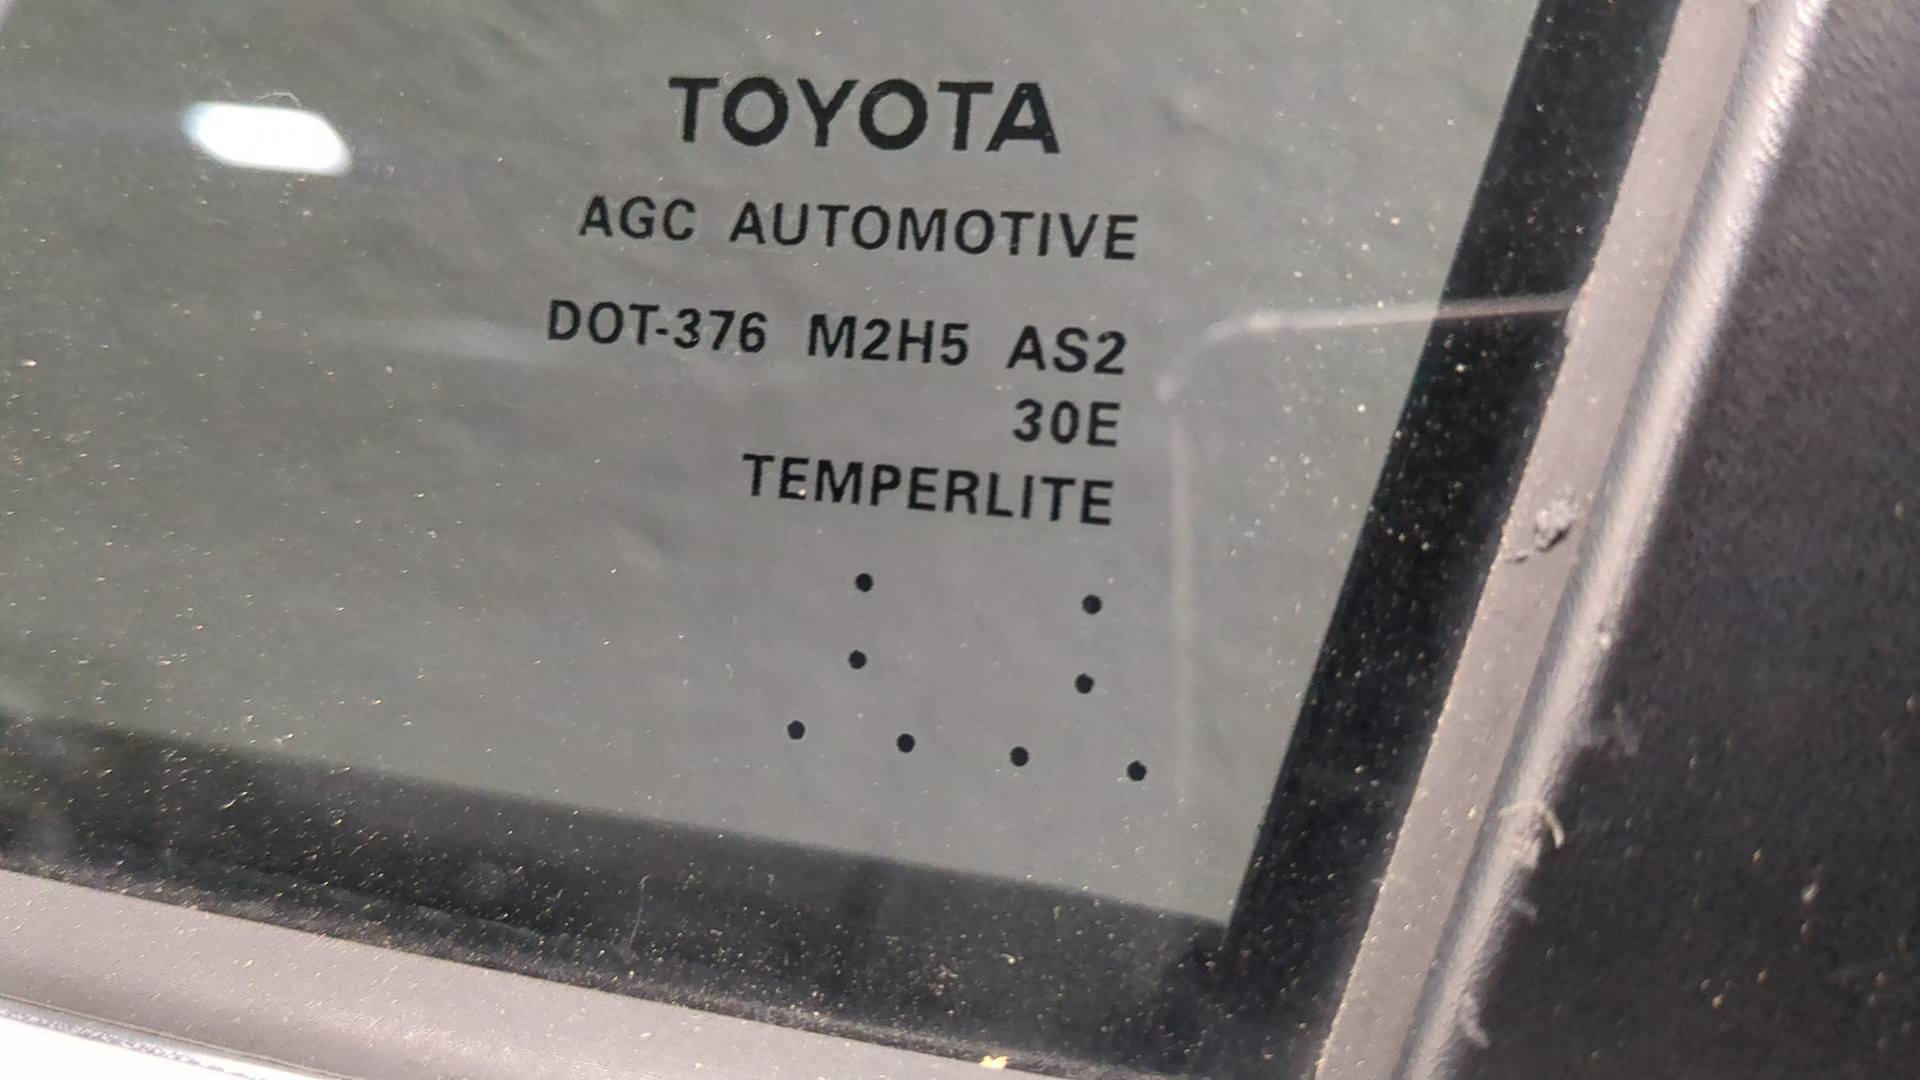 TOYOTA
AGC AUTOMOTIVE
DOT-376 M2H5 AS2
30E
TEMPERLITE